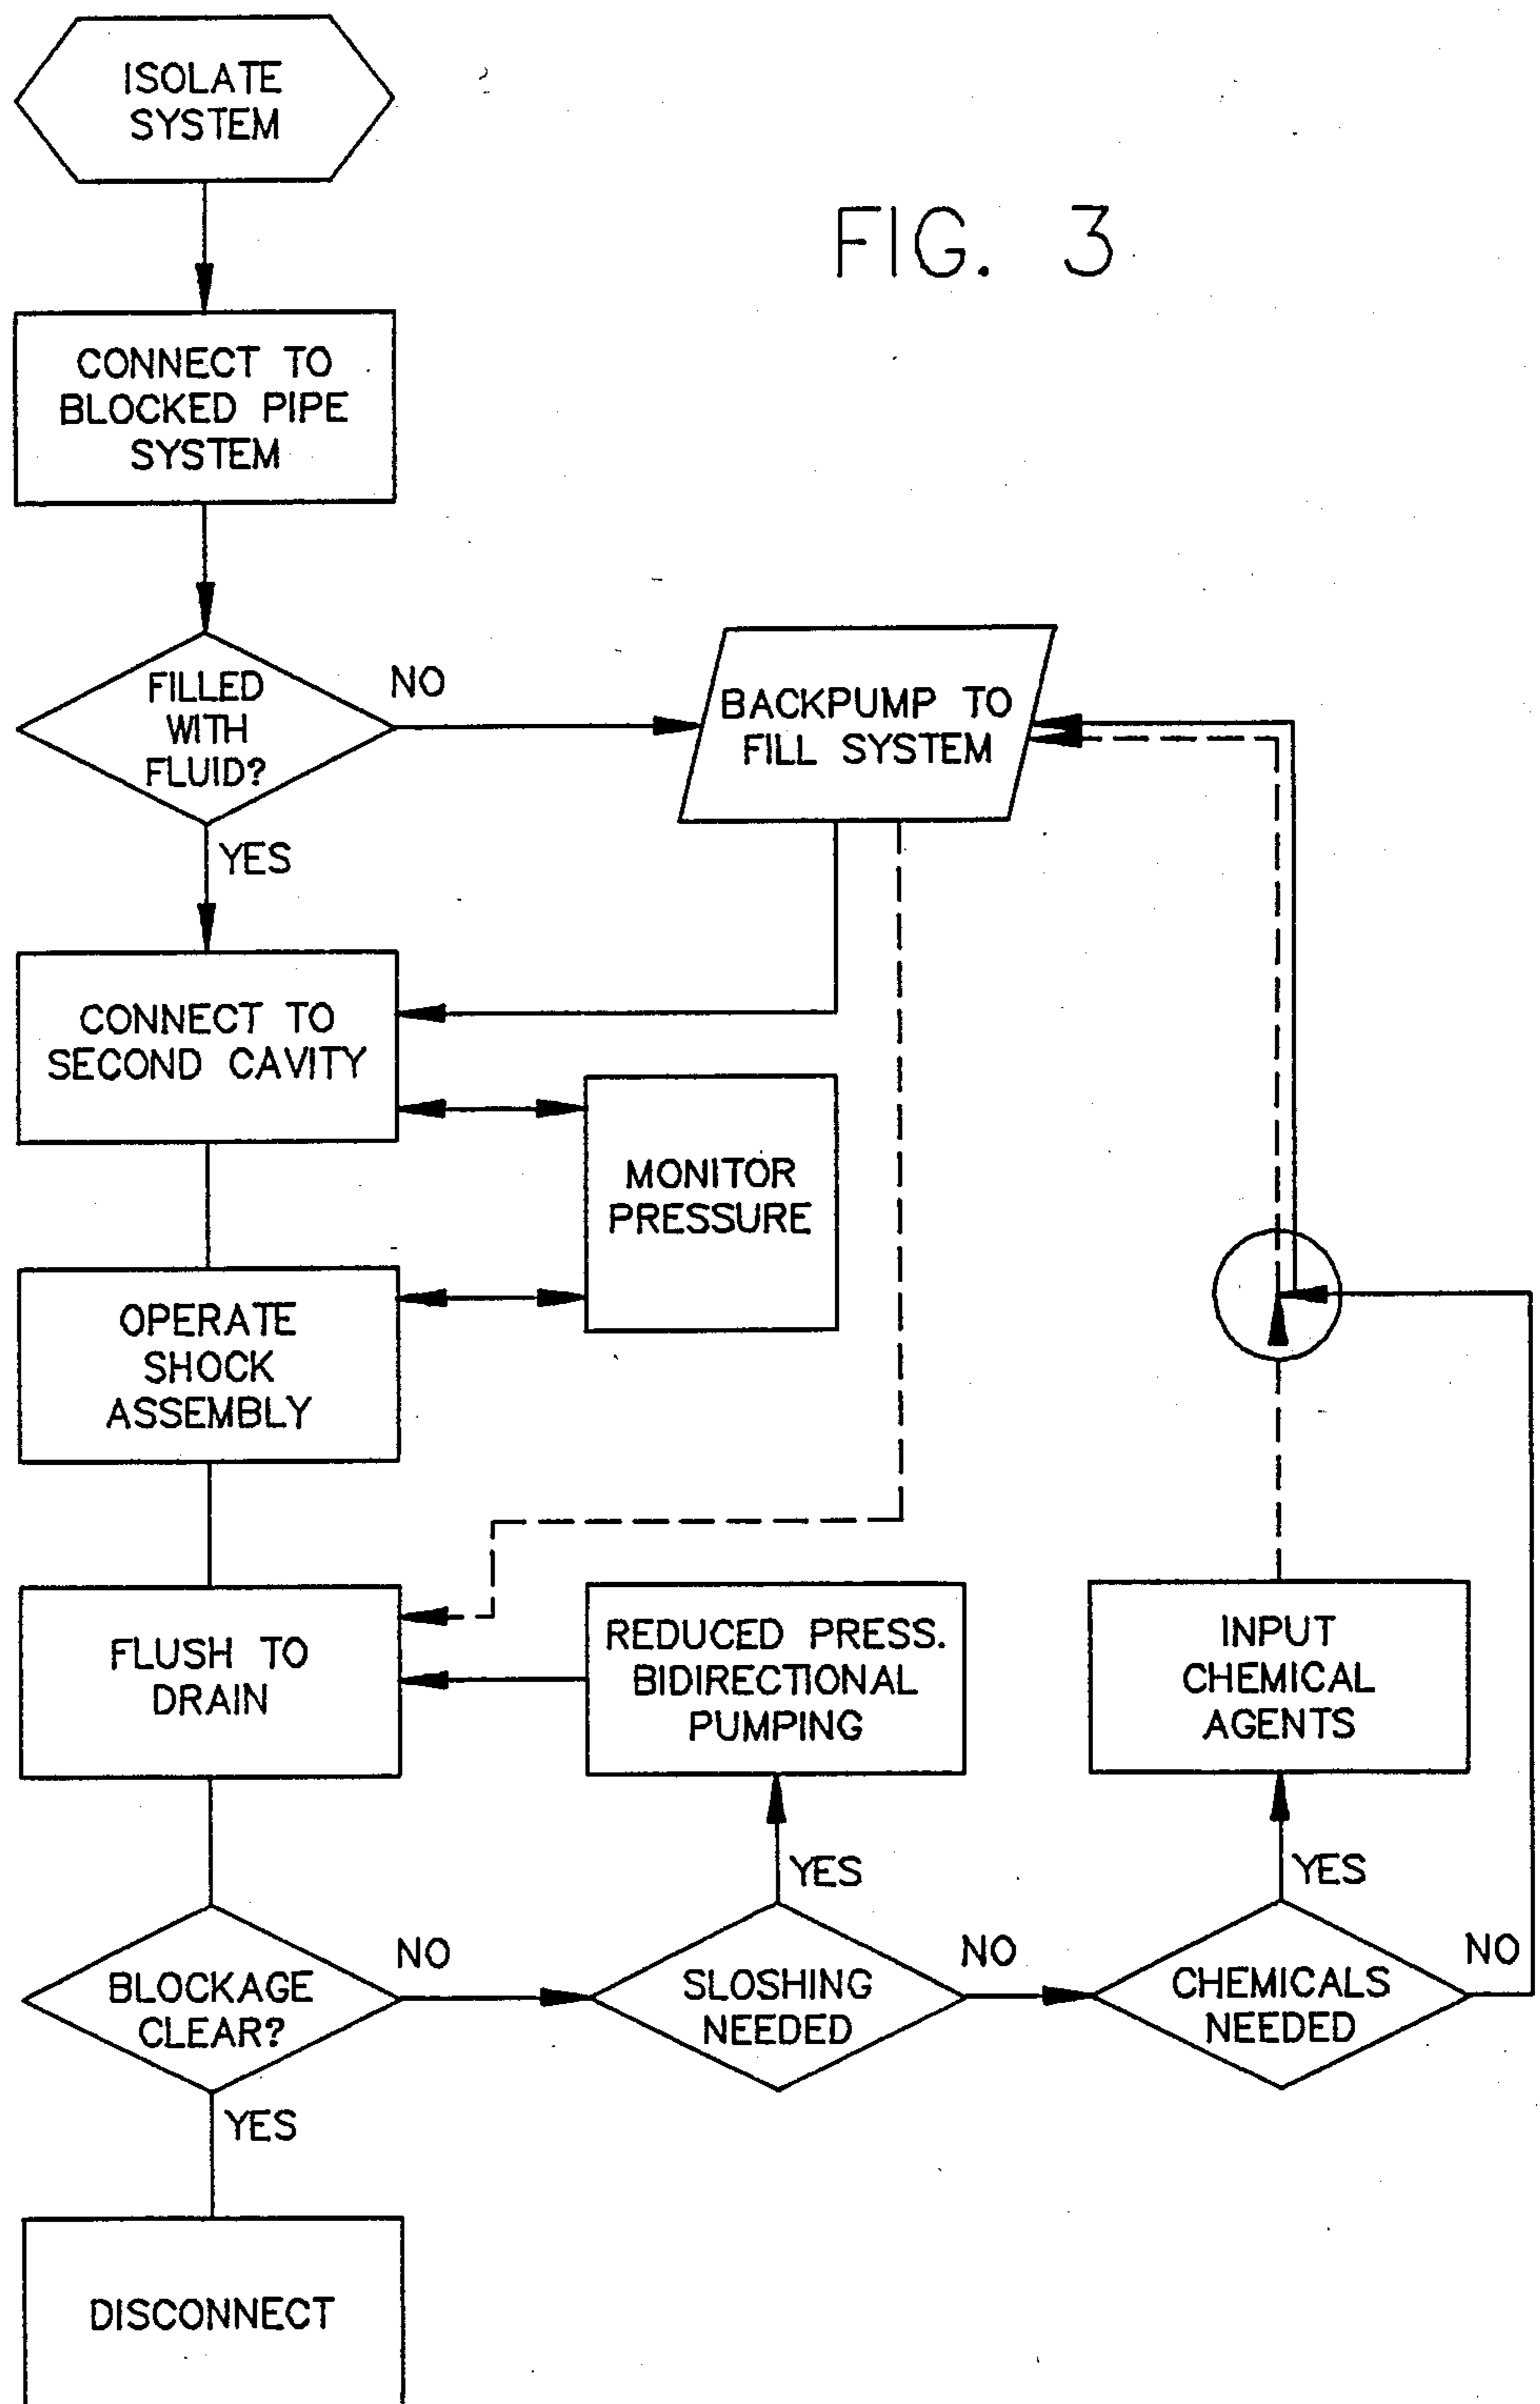 ISOLATE
SYSTEM
FIG. 3
CONNECT TO
BLOCKED PIPE
SYSTEM
FILLED
WITH
FLUID?
NO
YES
BACKPUMP TO
FILL SYSTEM
CONNECT TO
SECOND CAVITY
MONITOR
PRESSURE
OPERATE
SHOCK
ASSEMBLY
FLUSH TO
DRAIN
REDUCED PRESS.
BIDIRECTIONAL
PUMPING
INPUT
CHEMICAL
AGENTS
YES
YES
BLOCKAGE
CLEAR?
NO
SLOSHING
NEEDED
NO
CHEMICALS
NEEDED
NO
YES
DISCONNECT